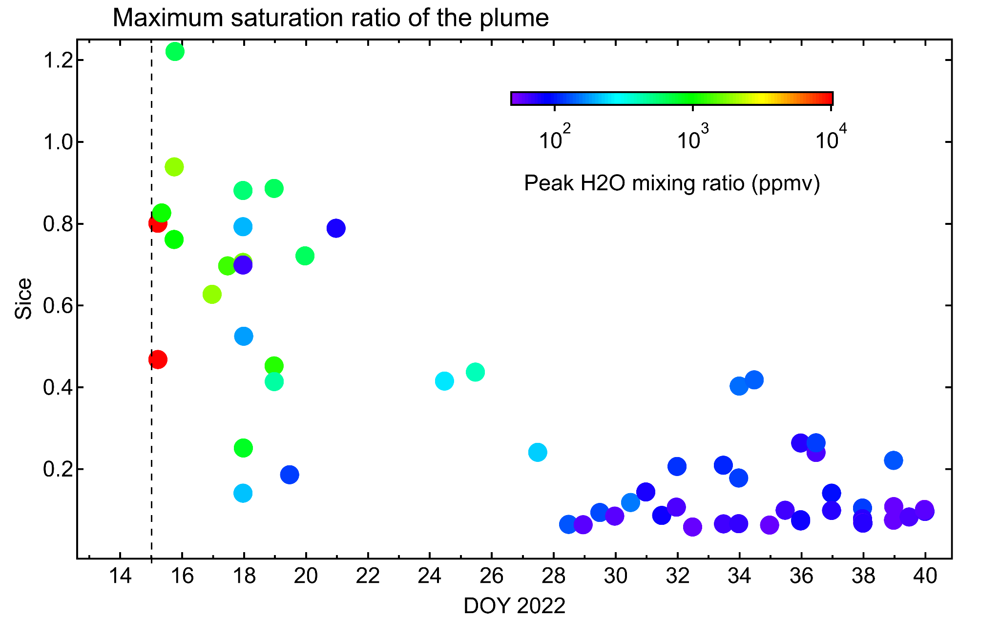 Maximum saturation ratio of the plume
1.2
1.0
0.8
0.6
0.4
0.2
Sice
10^2 10^3 10^4
Peak H2O mixing ratio (ppmv)
14 16 18 20 22 24 26 28 30 32 34 36 38 40
DOY 2022